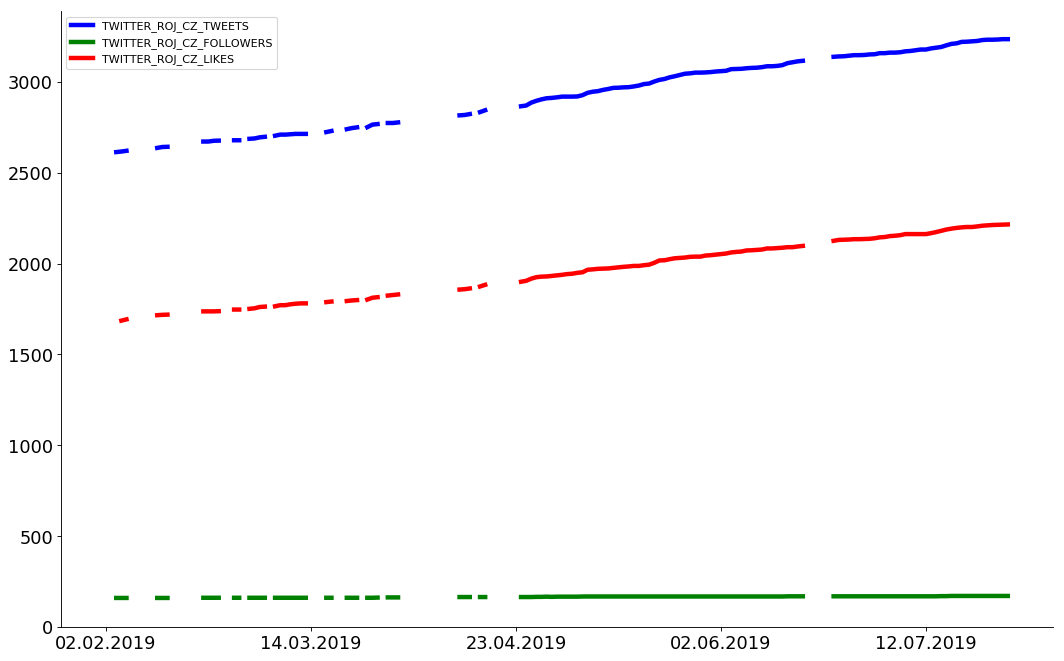 TWITTER_ROJ_CZ_TWEETS
TWITTER_ROJ_CZ_FOLLOWERS
TWITTER_ROJ_CZ_LIKES
3000
2500
2000
1500
1000
500
0
02.02.2019 14.03.2019 23.04.2019 02.06.2019 12.07.2019